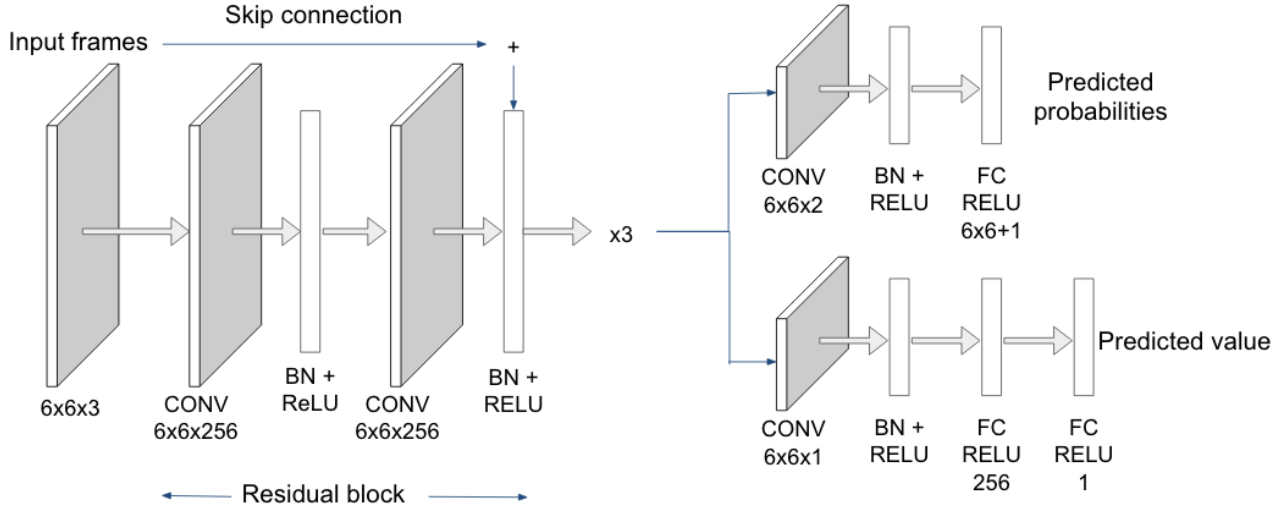 Skip connection
Input frames
+
6x6x3
CONV
6x6x256
BN +
ReLU
CONV
6x6x256
BN +
RELU
Residual block
x3
CONV
6x6x2
BN +
RELU
FC
RELU
6x6+1
Predicted
probabilities
CONV
6x6x1
BN +
RELU
FC
RELU
256
FC
RELU
1
Predicted value